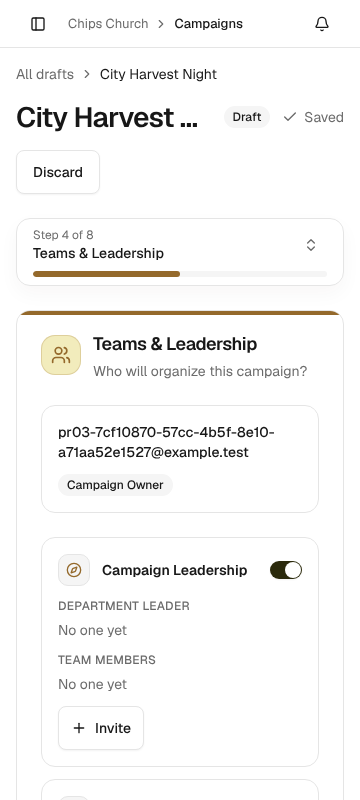 Chips Church > Campaigns
All drafts > City Harvest Night
City Harvest ...
Draft
Saved
Discard
Step 4 of 8
Teams & Leadership
Teams & Leadership
Who will organize this campaign?
pr03-7cf10870-57cc-4b5f-8e10-
a71aa52e1527@example.test
Campaign Owner
Campaign Leadership
DEPARTMENT LEADER
No one yet
TEAM MEMBERS
No one yet
+ Invite